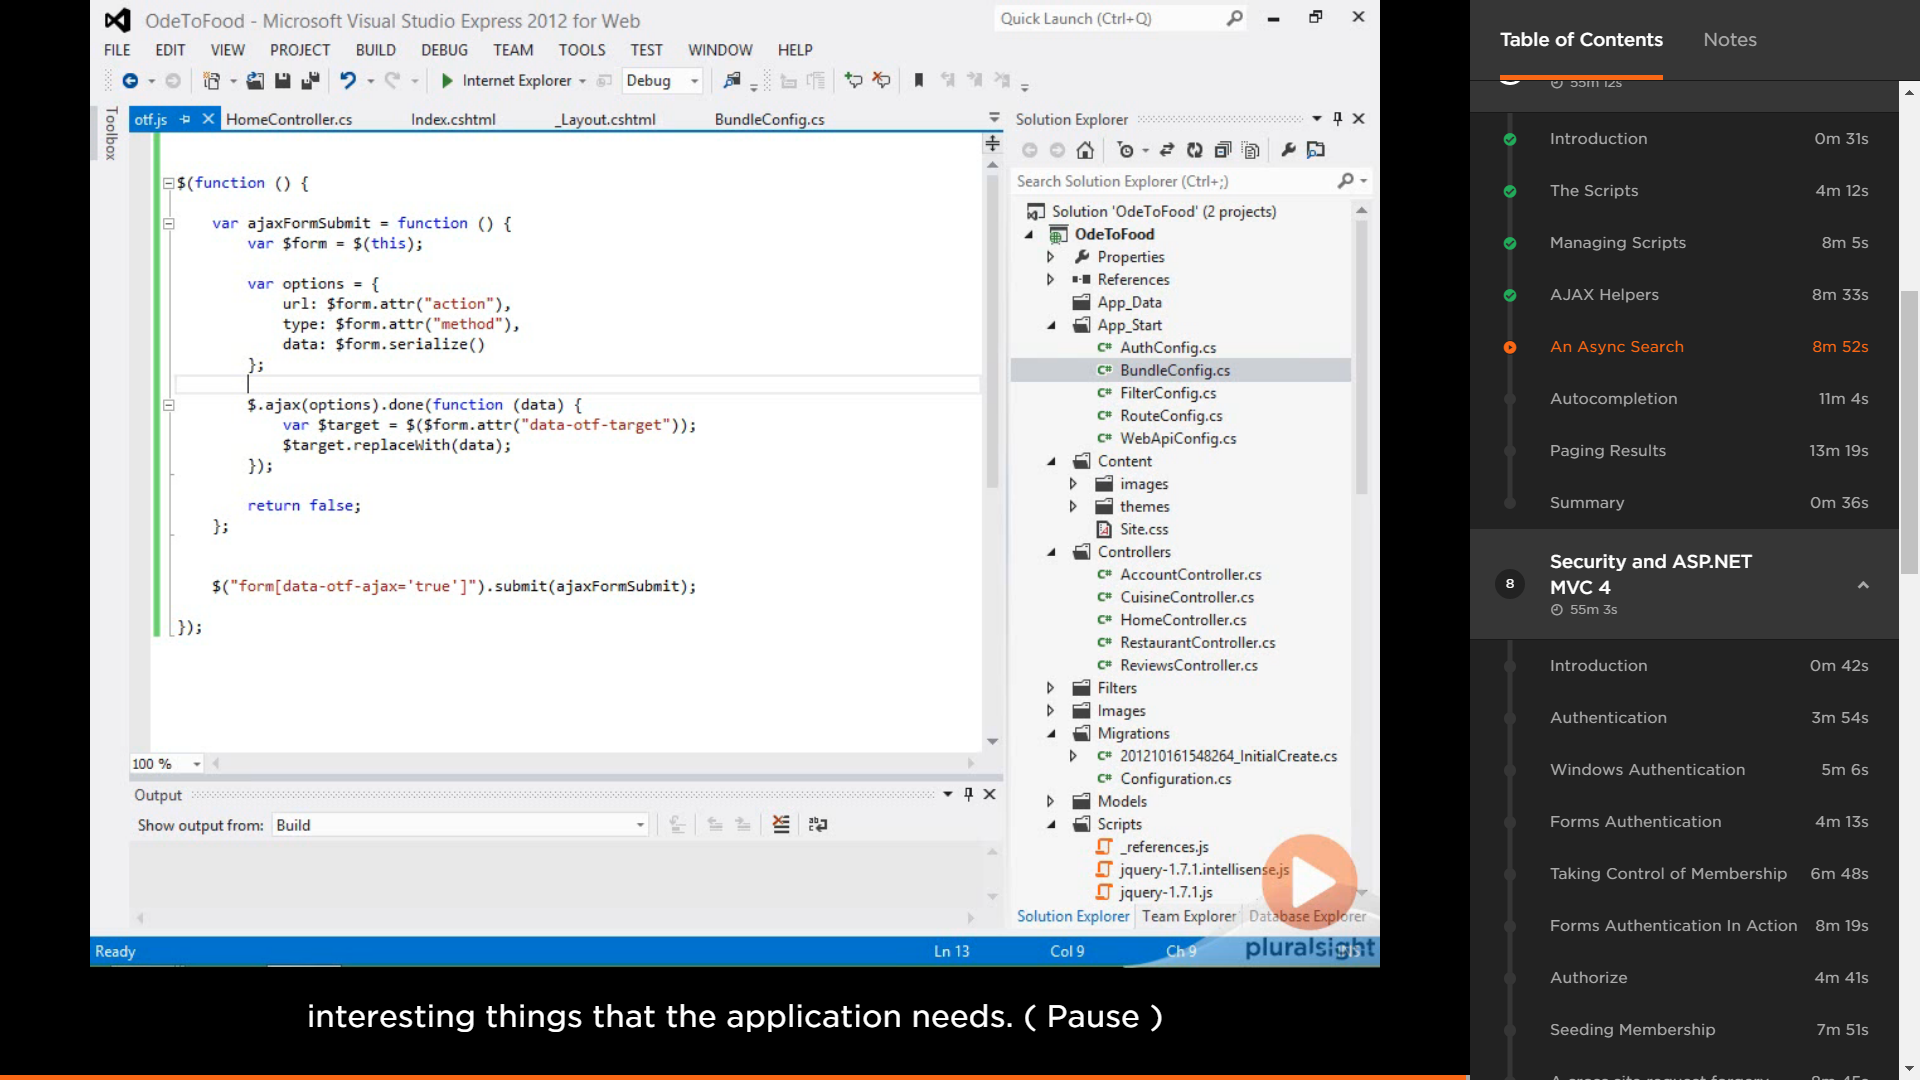 OdeToFood - Microsoft Visual Studio Express 2012 for Web
Quick Launch (Ctrl+Q)
FILE EDIT VIEW PROJECT BUILD DEBUG TEAM TOOLS TEST WINDOW HELP
Internet Explorer Debug
Toolbox
otf.js HomeController.cs Index.cshtml _Layout.cshtml BundleConfig.cs
$(function () {
var ajaxFormSubmit = function () {
var $form = $(this);
var options = {
url: $form.attr("action"),
type: $form.attr("method"),
data: $form.serialize()
};
$.ajax(options).done(function (data) {
var $target = $($form.attr("data-otf-target"));
$target.replaceWith(data);
});
return false;
};
$("form[data-otf-ajax='true']").submit(ajaxFormSubmit);
});
100 %
Output
Show output from: Build
Solution Explorer
Search Solution Explorer (Ctrl+;)
Solution 'OdeToFood' (2 projects)
OdeToFood
Properties
References
App_Data
App_Start
C# AuthConfig.cs
C# BundleConfig.cs
C# FilterConfig.cs
C# RouteConfig.cs
C# WebApiConfig.cs
Content
images
themes
Site.css
Controllers
C# AccountController.cs
C# CuisineController.cs
C# HomeController.cs
C# RestaurantController.cs
C# ReviewsController.cs
Filters
Images
Migrations
C# 201210161548264_InitialCreate.cs
C# Configuration.cs
Models
Scripts
_references.js
jquery-1.7.1.intellisense.js
jquery-1.7.1.js
Solution Explorer Team Explorer Database Explorer
Ready Ln 13 Col 9 Ch 9 INS
pluralsight
interesting things that the application needs. ( Pause )
Table of Contents Notes
55m 12s
Introduction 0m 31s
The Scripts 4m 12s
Managing Scripts 8m 5s
AJAX Helpers 8m 33s
An Async Search 8m 52s
Autocompletion 11m 4s
Paging Results 13m 19s
Summary 0m 36s
8
Security and ASP.NET
MVC 4
55m 3s
Introduction 0m 42s
Authentication 3m 54s
Windows Authentication 5m 6s
Forms Authentication 4m 13s
Taking Control of Membership 6m 48s
Forms Authentication In Action 8m 19s
Authorize 4m 41s
Seeding Membership 7m 51s
A cross site request forgery 8m 45s